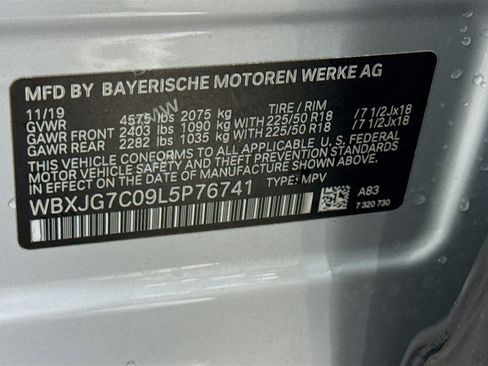 MFD BY BAYERISCHE MOTOREN WERKE AG
11/19 TIRE / RIM
GVWR 4575 lbs 2075 kg
GAWR FRONT 2403 lbs 1090 kg WITH 225/50 R18 / 7 1/2Jx18
GAWR REAR 2282 lbs 1035 kg WITH 225/50 R18 / 7 1/2Jx18
THIS VEHICLE CONFORMS TO ALL APPLICABLE U. S. FEDERAL
MOTOR VEHICLE SAFETY, BUMPER, AND THEFT PREVENTION
STANDARDS IN EFFECT ON THE DATE OF MANUFACTURE SHOWN ABOVE.
WBXJG7C09L5P76741 TYPE: MPV
A83
7 320 730